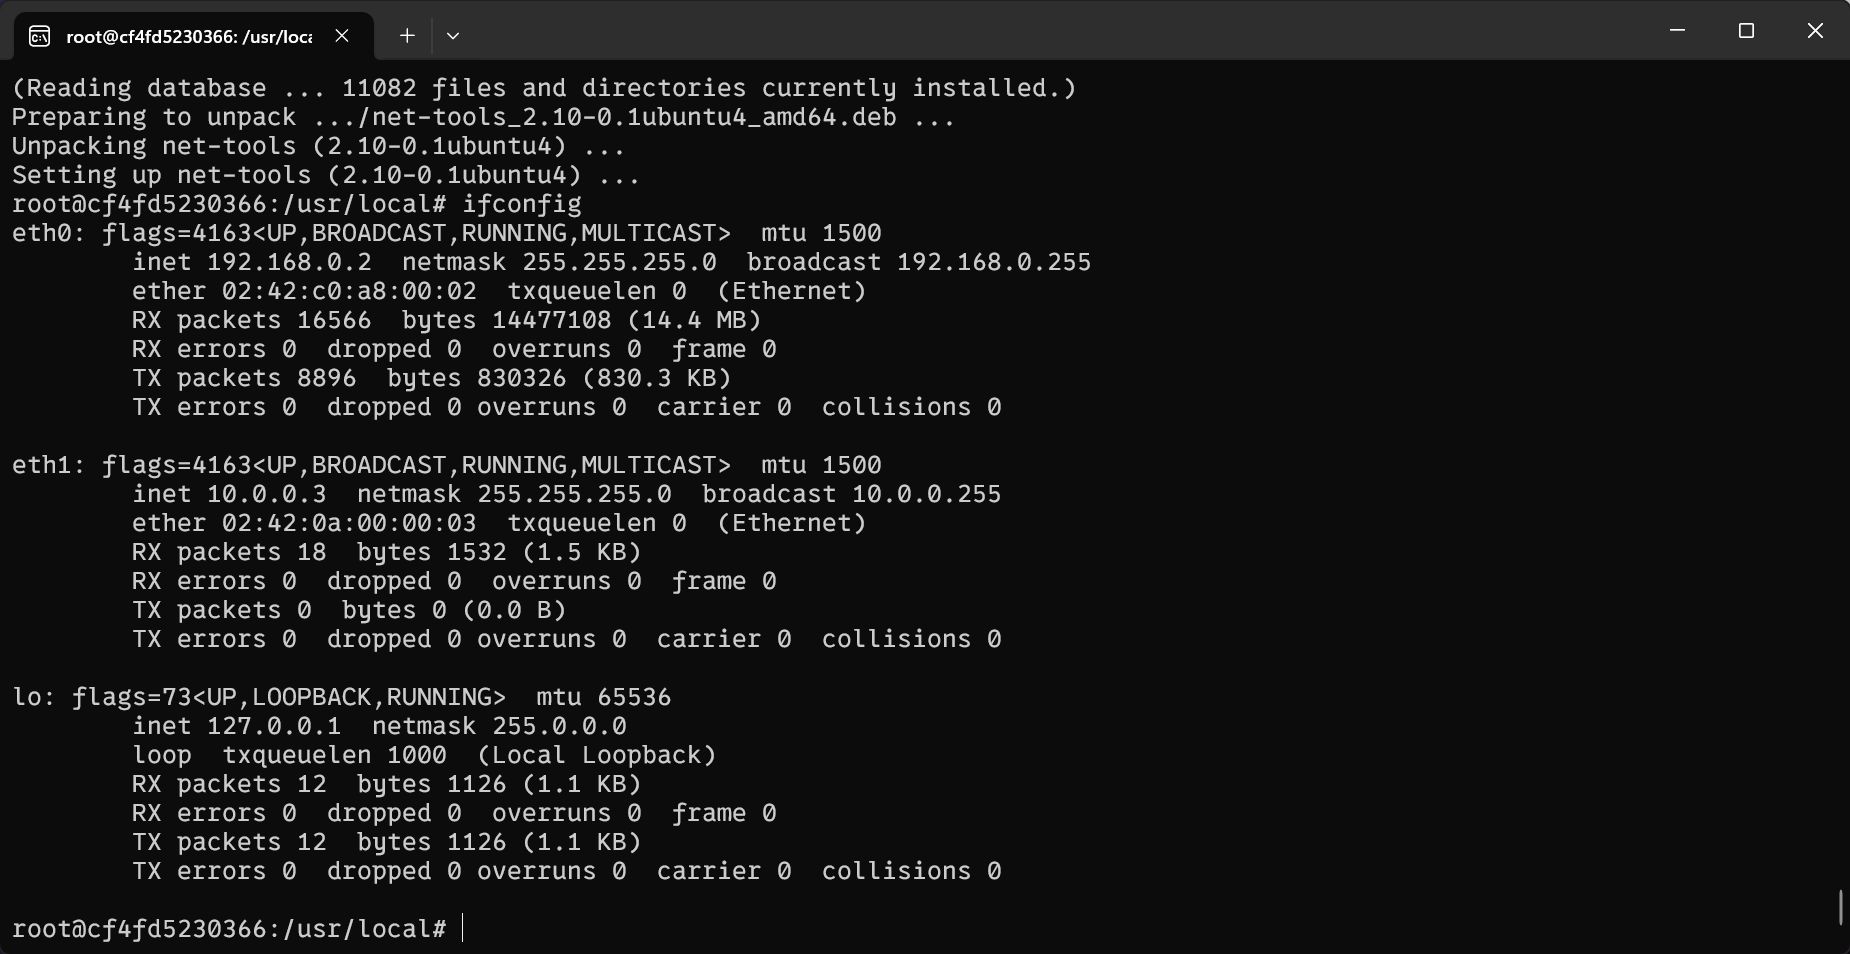 root@cf4fd5230366: /usr/loca
(Reading database ... 11082 files and directories currently installed.)
Preparing to unpack .../net-tools_2.10-0.1ubuntu4_amd64.deb ...
Unpacking net-tools (2.10-0.1ubuntu4) ...
Setting up net-tools (2.10-0.1ubuntu4) ...
root@cf4fd5230366:/usr/local# ifconfig
eth0: flags=4163<UP,BROADCAST,RUNNING,MULTICAST>  mtu 1500
        inet 192.168.0.2  netmask 255.255.255.0  broadcast 192.168.0.255
        ether 02:42:c0:a8:00:02  txqueuelen 0  (Ethernet)
        RX packets 16566  bytes 14477108 (14.4 MB)
        RX errors 0  dropped 0  overruns 0  frame 0
        TX packets 8896  bytes 830326 (830.3 KB)
        TX errors 0  dropped 0 overruns 0  carrier 0  collisions 0

eth1: flags=4163<UP,BROADCAST,RUNNING,MULTICAST>  mtu 1500
        inet 10.0.0.3  netmask 255.255.255.0  broadcast 10.0.0.255
        ether 02:42:0a:00:00:03  txqueuelen 0  (Ethernet)
        RX packets 18  bytes 1532 (1.5 KB)
        RX errors 0  dropped 0  overruns 0  frame 0
        TX packets 0  bytes 0 (0.0 B)
        TX errors 0  dropped 0 overruns 0  carrier 0  collisions 0

lo: flags=73<UP,LOOPBACK,RUNNING>  mtu 65536
        inet 127.0.0.1  netmask 255.0.0.0
        loop  txqueuelen 1000  (Local Loopback)
        RX packets 12  bytes 1126 (1.1 KB)
        RX errors 0  dropped 0  overruns 0  frame 0
        TX packets 12  bytes 1126 (1.1 KB)
        TX errors 0  dropped 0 overruns 0  carrier 0  collisions 0

root@cf4fd5230366:/usr/local#